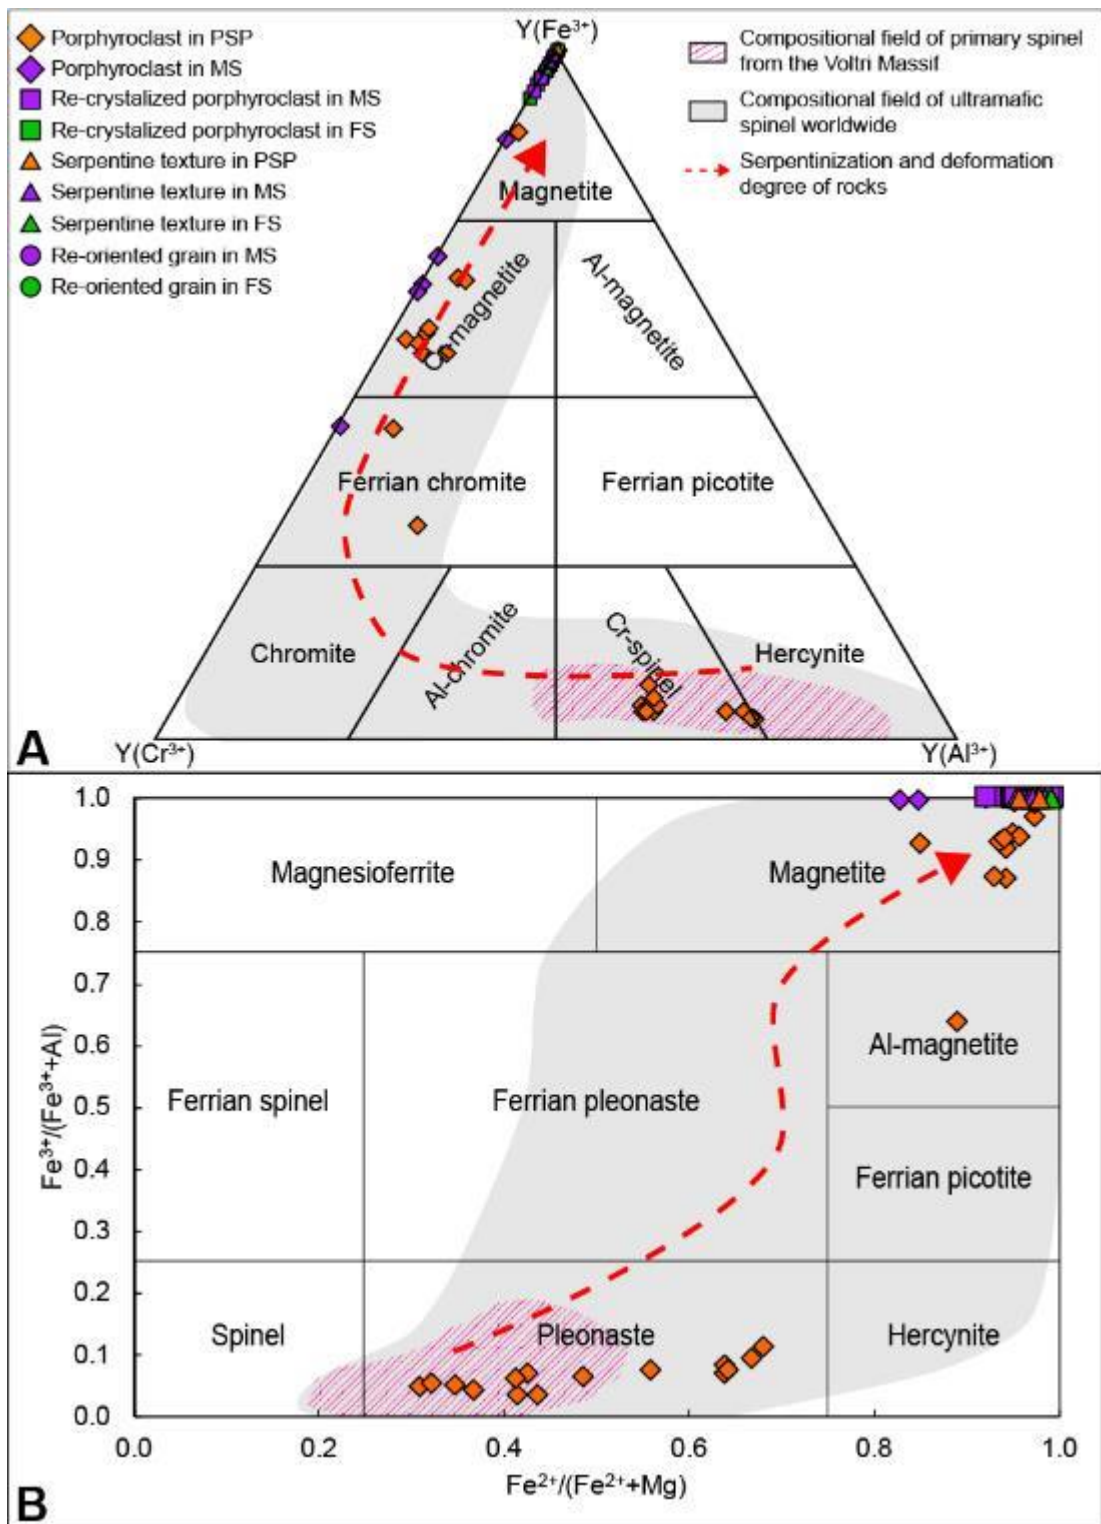 Y(Fe³⁺)
Porphyroclast in PSP
Porphyroclast in MS
Re-crystalized porphyroclast in MS
Re-crystalized porphyroclast in FS
Serpentine texture in PSP
Serpentine texture in MS
Serpentine texture in FS
Re-oriented grain in MS
Re-oriented grain in FS
Compositional field of primary spinel
from the Voltri Massif
Compositional field of ultramafic
spinel worldwide
Serpentinization and deformation
degree of rocks
Magnetite
Cr-magnetite
Al-magnetite
Ferrian chromite
Ferrian picotite
Chromite
Al-chromite
Cr-spinel
Hercynite
A
Y(Cr³⁺)
Y(Al³⁺)
1.0
0.9
0.8
0.7
0.6
0.5
0.4
0.3
0.2
0.1
0.0
Fe³⁺/(Fe³⁺+Al)
Magnesioferrite
Magnetite
Ferrian spinel
Ferrian pleonaste
Al-magnetite
Ferrian picotite
Spinel
Pleonaste
Hercynite
0.0
0.2
0.4
0.6
0.8
1.0
Fe²⁺/(Fe²⁺+Mg)
B